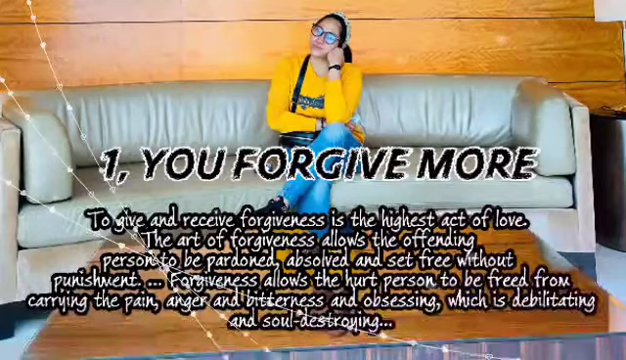 1, YOU FORGIVE MORE
To give and receive forgiveness is the highest act of love.
The art of forgiveness allows the offending
person to be pardoned, absolved and set free without
punishment. ... Forgiveness allows the hurt person to be freed from
carrying the pain, anger and bitterness and obsessing, which is debilitating
and soul-destroying...